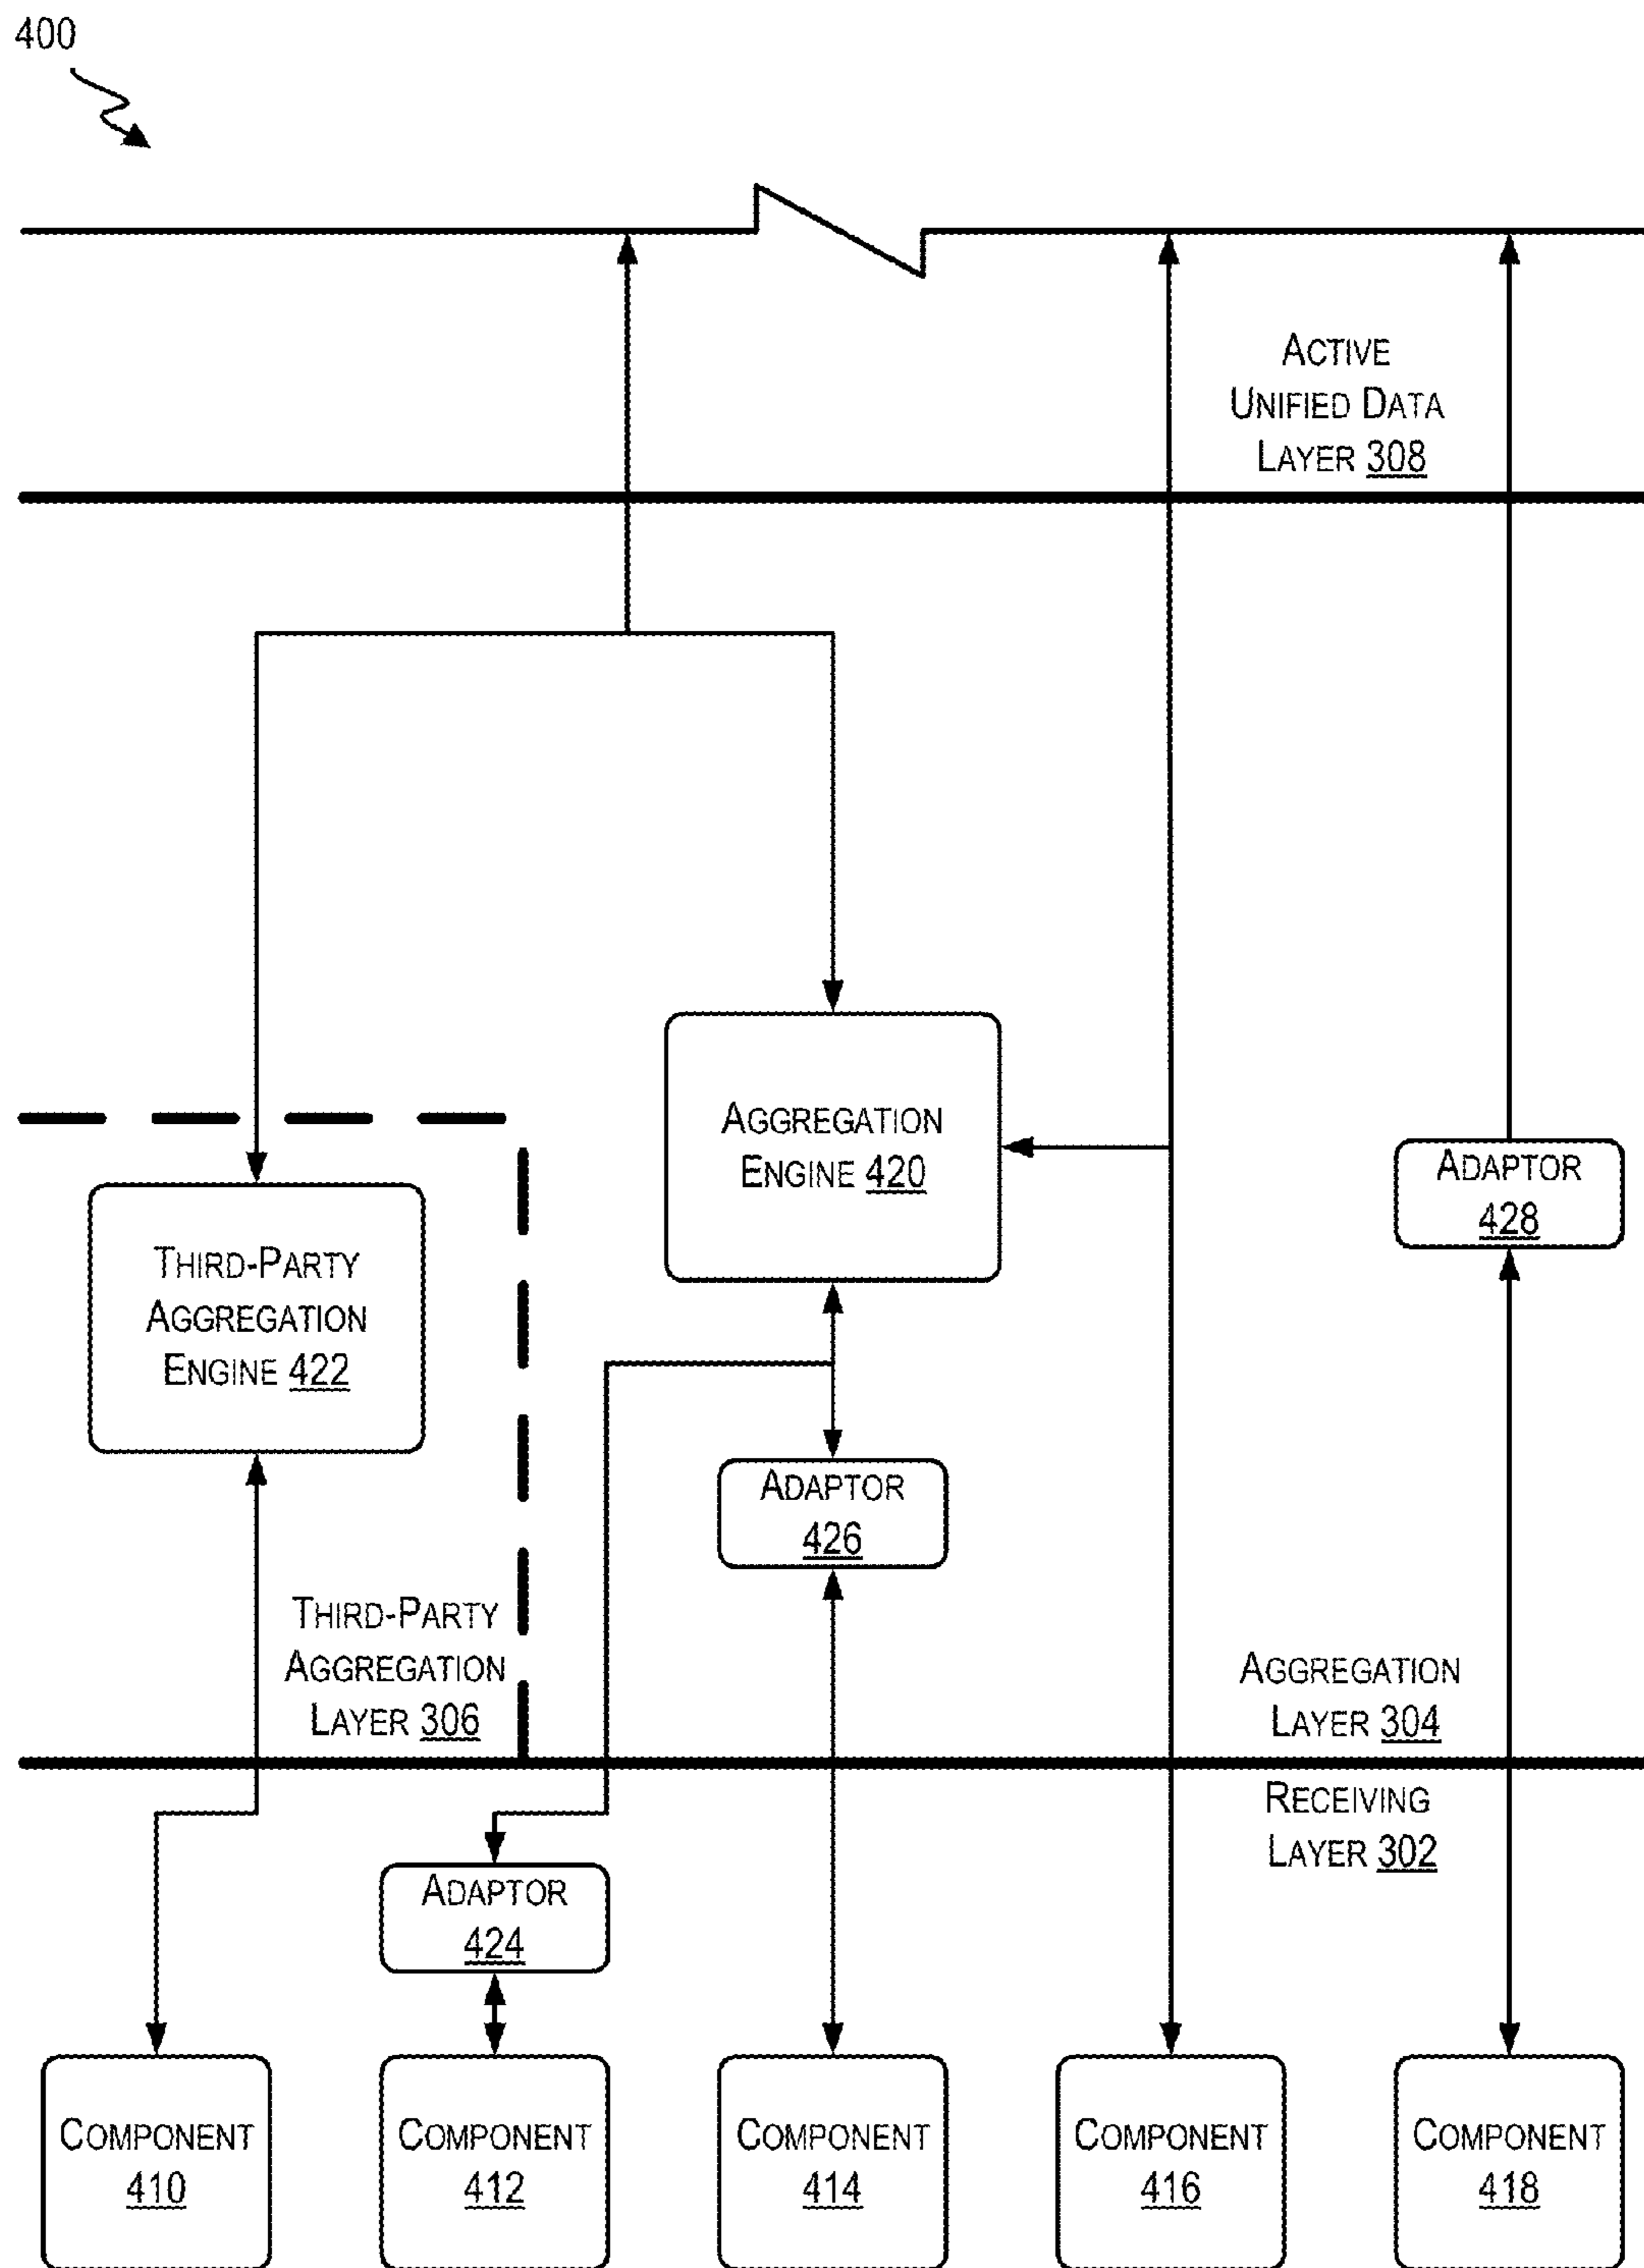 400
ACTIVE
UNIFIED DATA
LAYER 308
AGGREGATION
ENGINE 420
ADAPTOR
428
THIRD-PARTY
AGGREGATION
ENGINE 422
ADAPTOR
426
THIRD-PARTY
AGGREGATION
LAYER 306
AGGREGATION
LAYER 304
RECEIVING
LAYER 302
ADAPTOR
424
COMPONENT
410
COMPONENT
412
COMPONENT
414
COMPONENT
416
COMPONENT
418